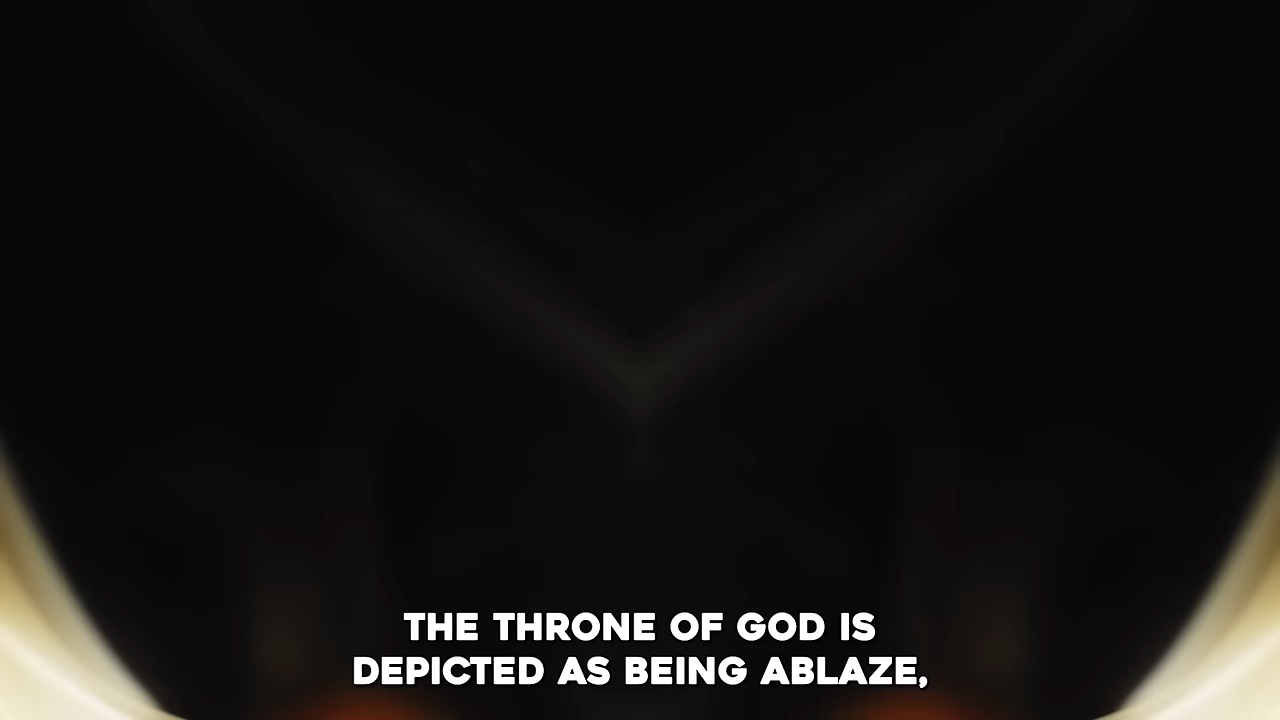 THE THRONE OF GOD IS
DEPICTED AS BEING ABLAZE,